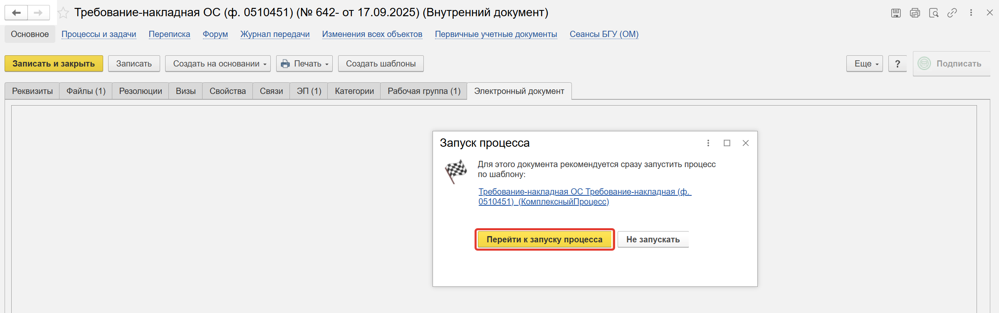 Требование-накладная ОС (ф. 0510451) (№ 642- от 17.09.2025) (Внутренний документ)
Основное Процессы и задачи Переписка Форум Журнал передачи Изменения всех объектов Первичные учетные документы Сеансы БГУ (ОМ)
Записать и закрыть Записать Создать на основании Печать Создать шаблоны Еще ? Подписать
Реквизиты Файлы (1) Резолюции Визы Свойства Связи ЭП (1) Категории Рабочая группа (1) Электронный документ
Запуск процесса
Для этого документа рекомендуется сразу запустить процесс
по шаблону:
Требование-накладная ОС Требование-накладная (ф.
0510451)  (КомплексныйПроцесс)
Перейти к запуску процесса Не запускать